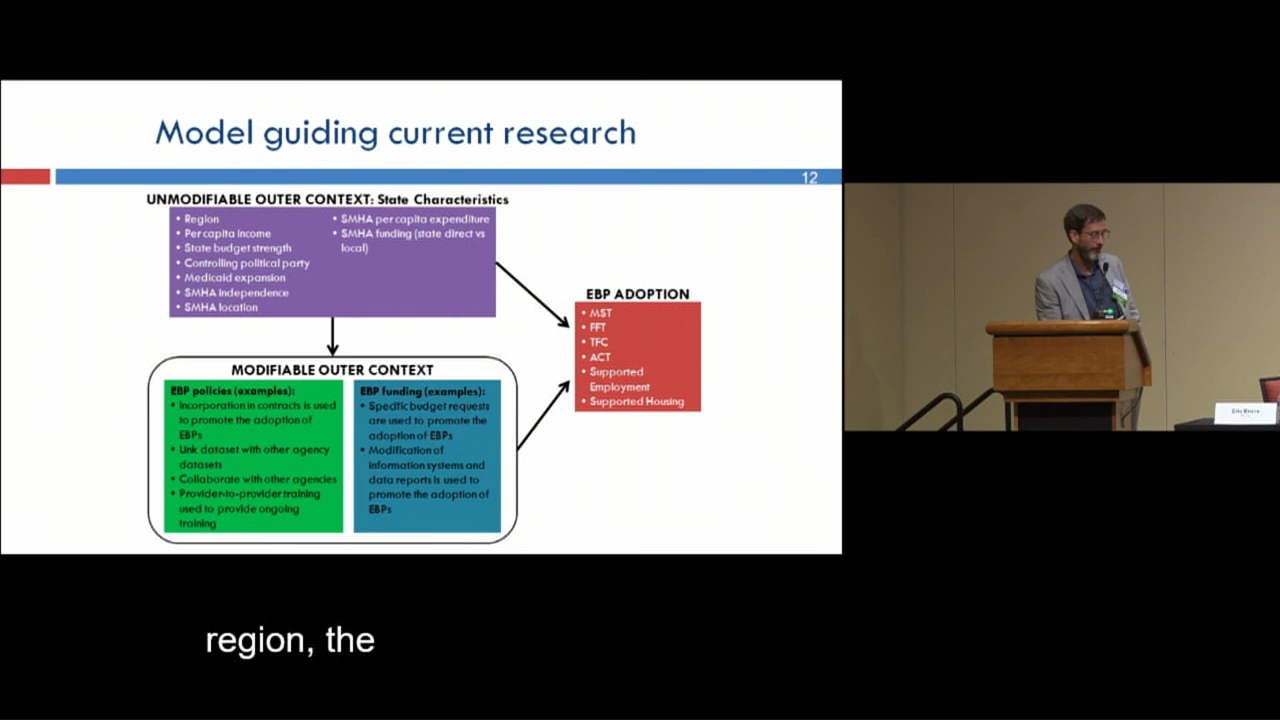 Model guiding current research
12
UNMODIFIABLE OUTER CONTEXT: State Characteristics
• Region
• Per capita income
• State budget strength
• Controlling political party
• Medicaid expansion
• SMHA independence
• SMHA location
• SMHA per capita expenditure
• SMHA funding (state direct vs
local)
EBP ADOPTION
• MST
• FFT
• TFC
• ACT
• Supported
Employment
• Supported Housing
MODIFIABLE OUTER CONTEXT
EBP policies (examples):
• Incorporation in contracts is used
to promote the adoption of
EBPs
• Link dataset with other agency
datasets
• Collaborate with other agencies
• Provider-to-provider training
used to provide ongoing
training
EBP funding (examples):
• Specific budget requests
are used to promote the
adoption of EBPs
• Modification of
information systems and
data reports is used to
promote the adoption of
EBPs
region, the